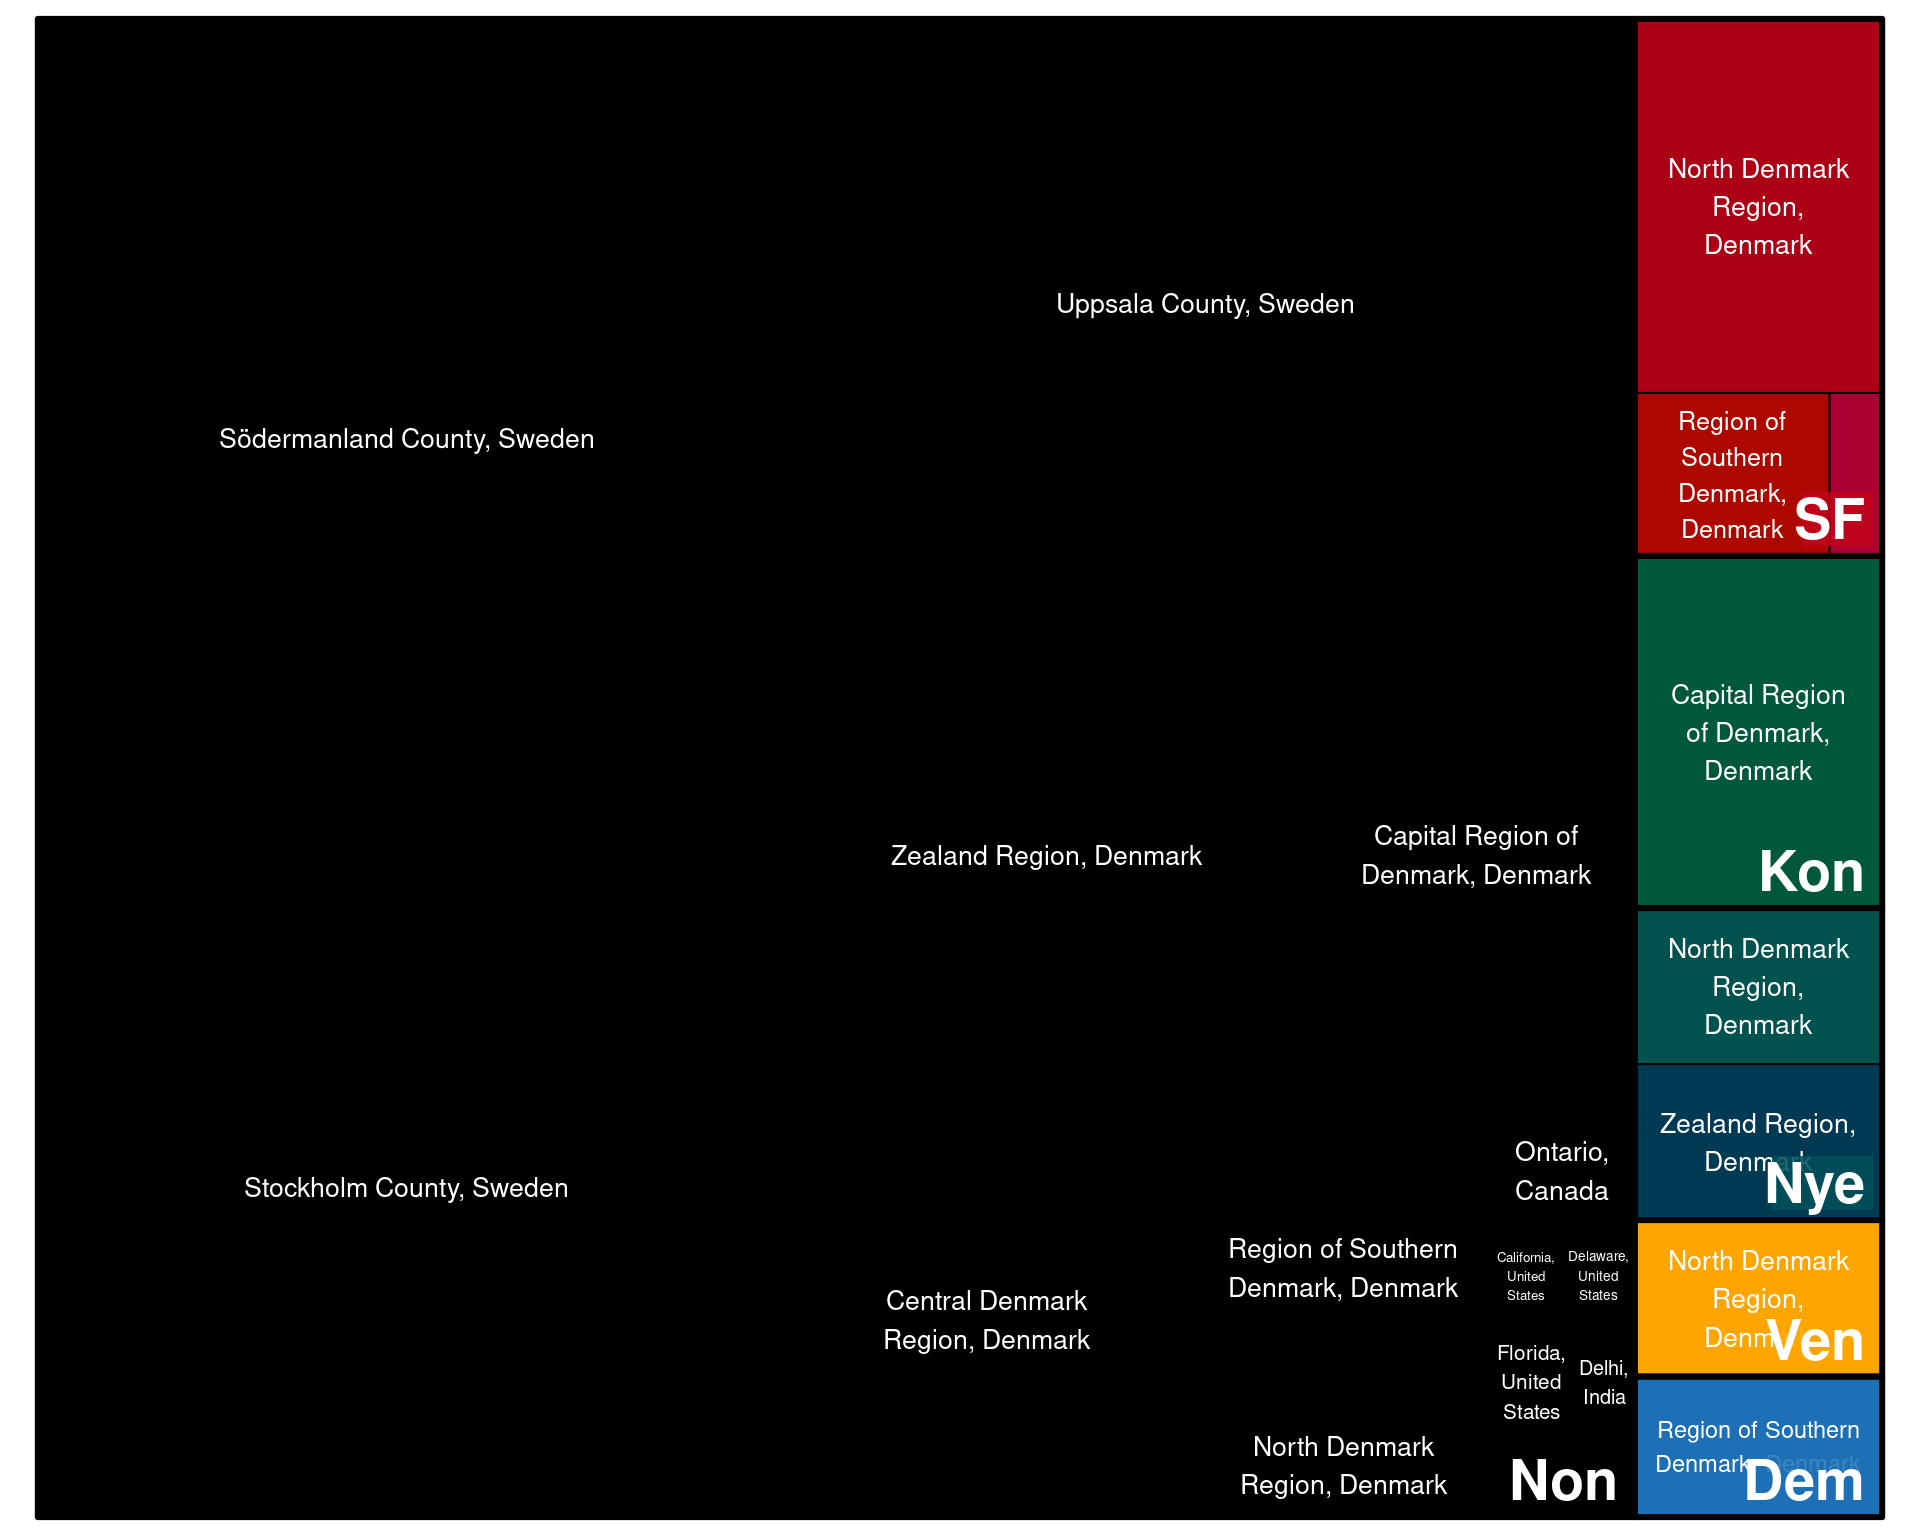 Södermanland County, Sweden
Uppsala County, Sweden
Stockholm County, Sweden
Zealand Region, Denmark
Capital Region of
Denmark, Denmark
Central Denmark
Region, Denmark
Region of Southern
Denmark, Denmark
North Denmark
Region, Denmark
Ontario,
Canada
California,
United
States
Delaware,
United
States
Florida,
United
States
Delhi,
India
Non
North Denmark
Region,
Denmark
Region of
Southern
Denmark,
Denmark
SF
Capital Region
of Denmark,
Denmark
Kon
North Denmark
Region,
Denmark
Zealand Region,
Denmark
Nye
North Denmark
Region,
Denm
Ven
Region of Southern
Denmark, Denmark
Dem